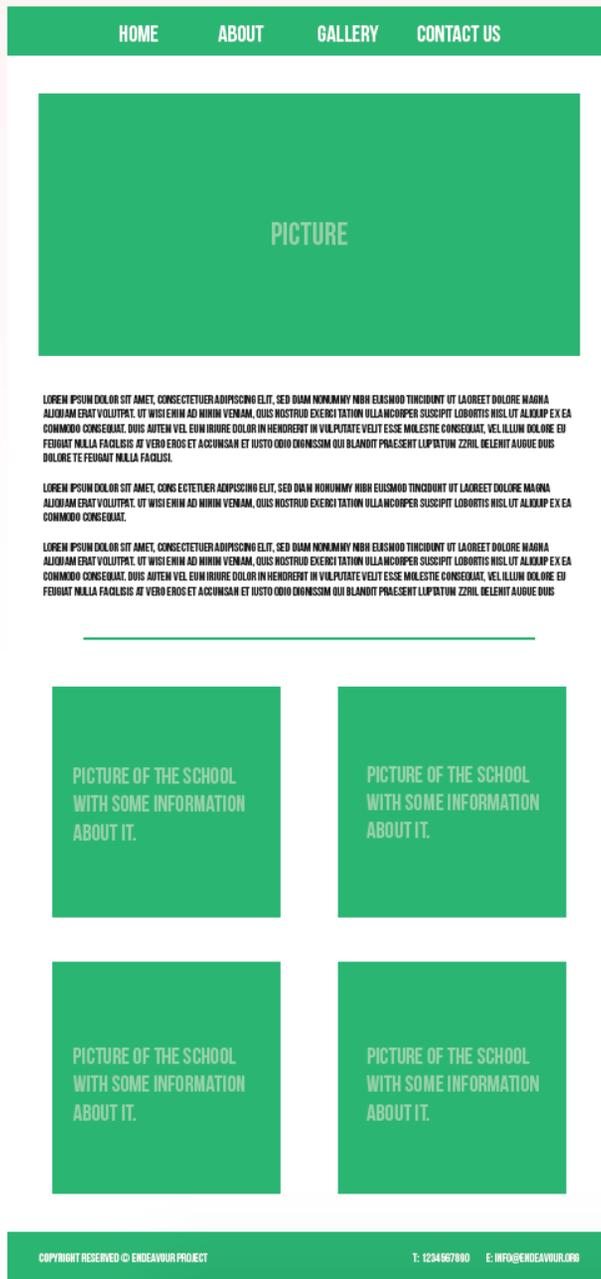 HOME ABOUT GALLERY CONTACT US
PICTURE
LOREM IPSUM DOLOR SIT AMET, CONSECTETUER ADIPISCING ELIT, SED DIAM NONUMMY NIBH EUISMOD TINCIDUNT UT LAOREET DOLORE MAGNA
ALIQUAM ERAT VOLUTPAT. UT WISI ENIM AD MINIM VENIAM, QUIS NOSTRUD EXERCI TATION ULLAMCORPER SUSCIPIT LOBORTIS NISL UT ALIQUIP EX EA
COMMODO CONSEQUAT. DUIS AUTEM VEL EUM IRIURE DOLOR IN HENDRERIT IN VULPUTATE VELIT ESSE MOLESTIE CONSEQUAT, VEL ILLUM DOLORE EU
FEUGIAT NULLA FACILISIS AT VERO EROS ET ACCUMSAN ET IUSTO ODIO DIGNISSIM QUI BLANDIT PRAESENT LUPTATUM ZZRIL DELENIT AUGUE DUIS
DOLORE TE FEUGAIT NULLA FACILISI.
LOREM IPSUM DOLOR SIT AMET, CONS ECTETUER ADIPISCING ELIT, SED DIAM NONUMMY NIBH EUISMOD TINCIDUNT UT LAOREET DOLORE MAGNA
ALIQUAM ERAT VOLUTPAT. UT WISI ENIM AD MINIM VENIAM, QUIS NOSTRUD EXERCI TATION ULLAMCORPER SUSCIPIT LOBORTIS NISL UT ALIQUIP EX EA
COMMODO CONSEQUAT.
LOREM IPSUM DOLOR SIT AMET, CONSECTETUER ADIPISCING ELIT, SED DIAM NONUMMY NIBH EUISMOD TINCIDUNT UT LAOREET DOLORE MAGNA
ALIQUAM ERAT VOLUTPAT. UT WISI ENIM AD MINIM VENIAM, QUIS NOSTRUD EXERCI TATION ULLAMCORPER SUSCIPIT LOBORTIS NISL UT ALIQUIP EX EA
COMMODO CONSEQUAT. DUIS AUTEM VEL EUM IRIURE DOLOR IN HENDRERIT IN VULPUTATE VELIT ESSE MOLESTIE CONSEQUAT, VEL ILLUM DOLORE EU
FEUGIAT NULLA FACILISIS AT VERO EROS ET ACCUMSAN ET IUSTO ODIO DIGNISSIM QUI BLANDIT PRAESENT LUPTATUM ZZRIL DELENIT AUGUE DUIS
PICTURE OF THE SCHOOL
WITH SOME INFORMATION
ABOUT IT.
PICTURE OF THE SCHOOL
WITH SOME INFORMATION
ABOUT IT.
PICTURE OF THE SCHOOL
WITH SOME INFORMATION
ABOUT IT.
PICTURE OF THE SCHOOL
WITH SOME INFORMATION
ABOUT IT.
COPYRIGHT RESERVED © ENDEAVOUR PROJECT T: 1234567890 E: INFO@ENDEAVOUR.ORG